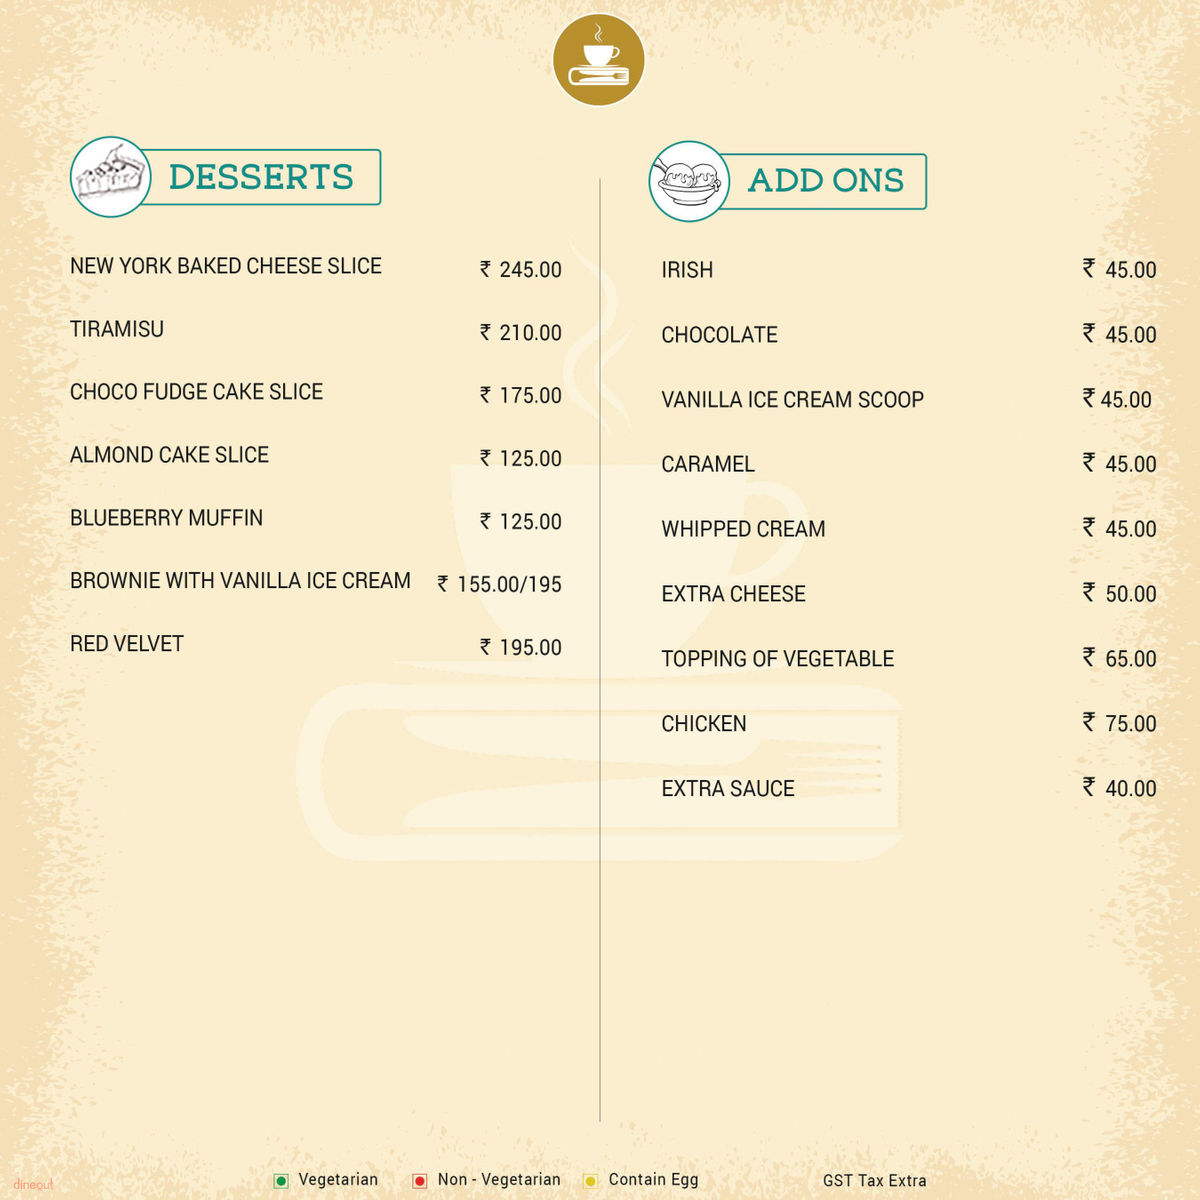 DESSERTS
NEW YORK BAKED CHEESE SLICE ₹ 245.00
TIRAMISU ₹ 210.00
CHOCO FUDGE CAKE SLICE ₹ 175.00
ALMOND CAKE SLICE ₹ 125.00
BLUEBERRY MUFFIN ₹ 125.00
BROWNIE WITH VANILLA ICE CREAM ₹ 155.00/195
RED VELVET ₹ 195.00
ADD ONS
IRISH ₹ 45.00
CHOCOLATE ₹ 45.00
VANILLA ICE CREAM SCOOP ₹ 45.00
CARAMEL ₹ 45.00
WHIPPED CREAM ₹ 45.00
EXTRA CHEESE ₹ 50.00
TOPPING OF VEGETABLE ₹ 65.00
CHICKEN ₹ 75.00
EXTRA SAUCE ₹ 40.00
dineout Vegetarian Non - Vegetarian Contain Egg GST Tax Extra